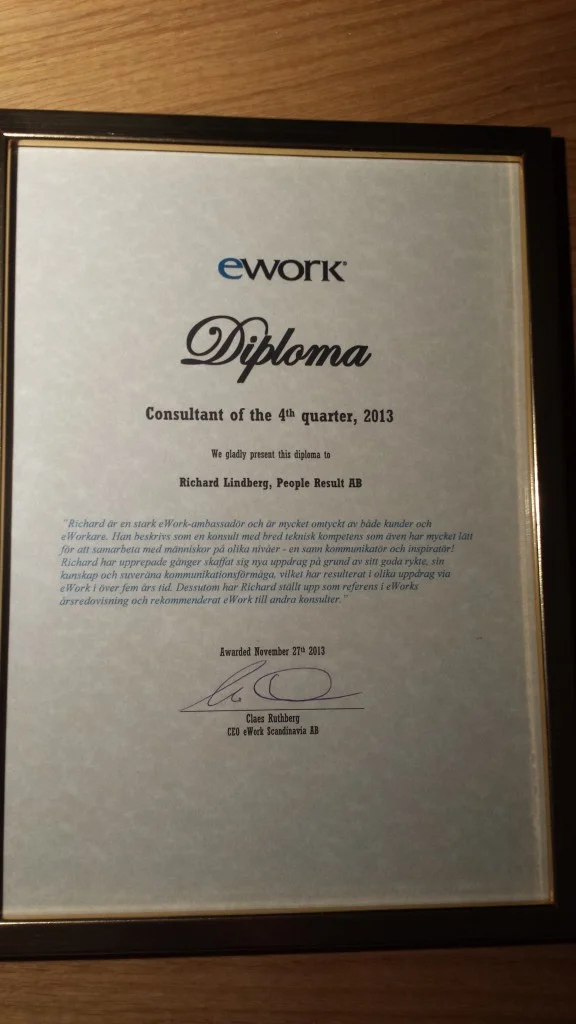 ework
Diploma
Consultant of the 4th quarter, 2013
We gladly present this diploma to
Richard Lindberg, People Result AB
"Richard är en stark eWork-ambassadör och är mycket omtyckt av både kunder och
eWorkare. Han beskrivs som en konsult med bred teknisk kompetens som även har mycket lätt
för att samarbeta med människor på olika nivåer - en sann kommunikatör och inspiratör!
Richard har upprepade gånger skaffat sig nya uppdrag på grund av sitt goda rykte, sin
kunskap och suveräna kommunikationsförmåga, vilket har resulterat i olika uppdrag via
eWork i över fem års tid. Dessutom har Richard ställt upp som referens i eWorks
årsredovisning och rekommenderat eWork till andra konsulter."
Awarded November 27th 2013
Claes Ruthberg
CEO eWork Scandinavia AB